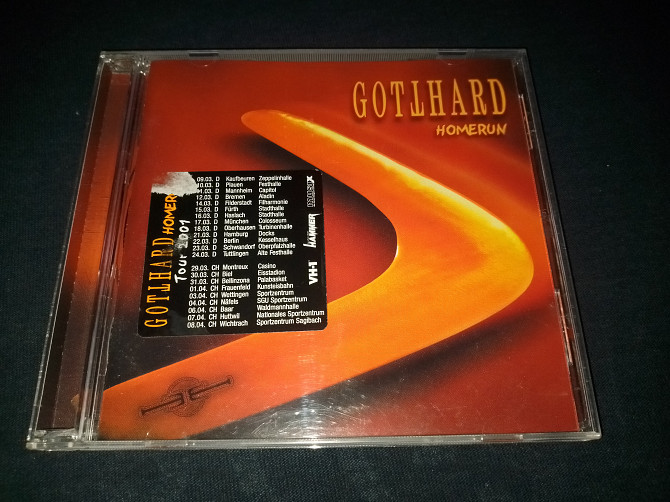 GOTTHARD
HOMERUN
GOTTHARD HOMER
Tour 2001
09.03. D Kaufbeuren Zeppelinhalle
10.03. D Plauen Festhalle
11.03. D Mannheim Capitol
12.03. D Bremen Aladin
14.03. D Filderstadt Filharmonie
15.03. D Fürth Stadthalle
16.03. D Haslach Stadthalle
17.03. D München Colosseum
18.03. D Oberhausen Turbinenhalle
21.03. D Hamburg Docks
22.03. D Berlin Kesselhaus
23.03. D Schwandorf Oberpfalzhalle
24.03. D Tuttlingen Alte Festhalle
29.03. CH Montreux Casino
30.03. CH Biel Eisstadion
31.03. CH Bellinzona Palabasket
01.04. CH Frauenfeld Kunsteisbahn
03.04. CH Wettingen Sportzentrum
04.04. CH Näfels SGU Sportzentrum
06.04. CH Baar Waldmannhalle
07.04. CH Huttwil Nationales Sportzentrum
08.04. CH Wichtrach Sportzentrum Sagibach
VH-1
HAMMER